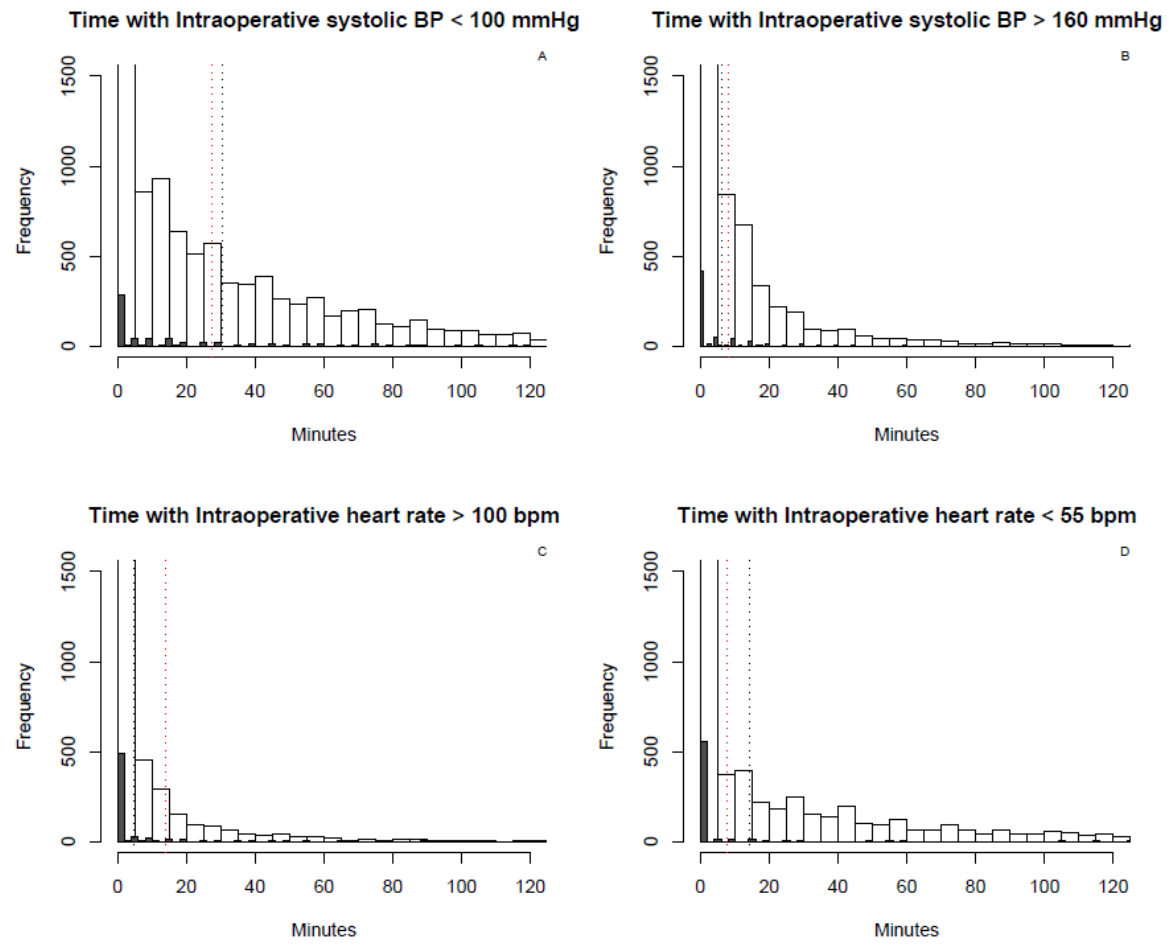 Time with Intraoperative systolic BP < 100 mmHg
A
Frequency
0 500 1000 1500
0 20 40 60 80 100 120
Minutes
Time with Intraoperative systolic BP > 160 mmHg
B
Frequency
0 500 1000 1500
0 20 40 60 80 100 120
Minutes
Time with Intraoperative heart rate > 100 bpm
C
Frequency
0 500 1000 1500
0 20 40 60 80 100 120
Minutes
Time with Intraoperative heart rate < 55 bpm
D
Frequency
0 500 1000 1500
0 20 40 60 80 100 120
Minutes